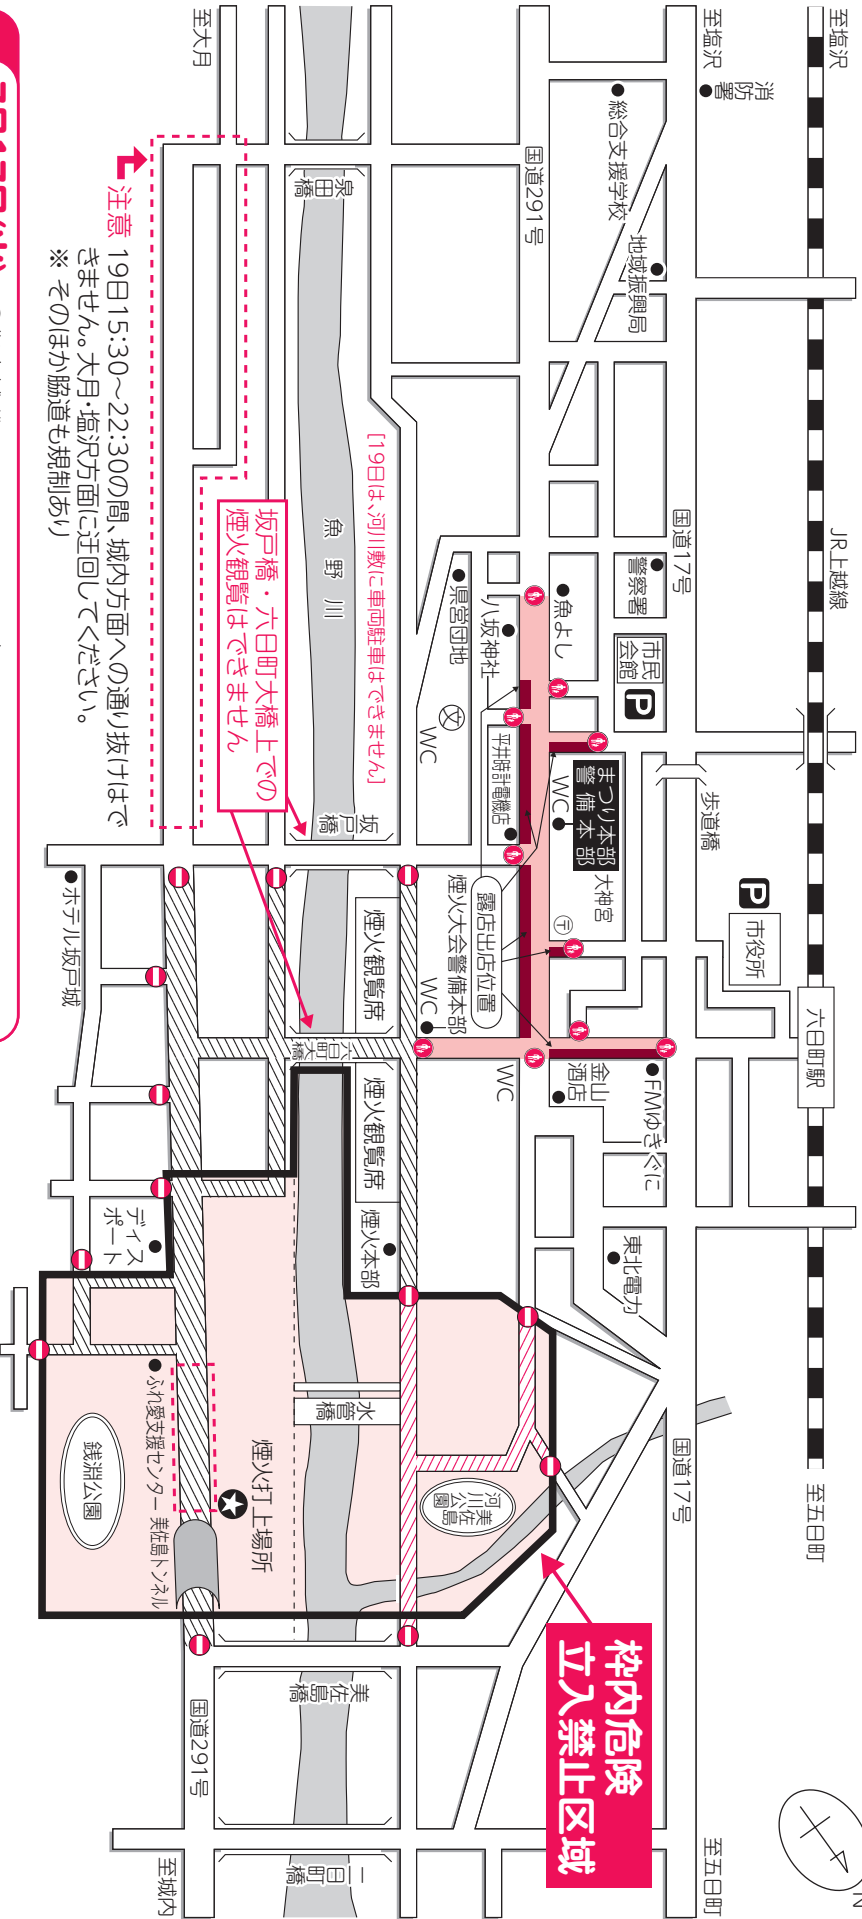 至塩沢
JR上越線
六日町駅
至五日町
N
至塩沢
消防署
国道17号
歩道橋
P
市役所
国道17号
至五日町
総合支援学校
地域振興局
警察署
市民会館
P
FMゆきぐに
東北電力
国道291号
魚よし
まつり本部
警備本部
WC
大神宮
〒
金山酒店
枠内危険
立入禁止区域
県営団地
八坂神社
平井時計電機店
露店出店位置
煙火大会警備本部
WC
WC
文
WC
[19日は、河川敷に車両駐車はできません]
煙火観覧席
煙火観覧席
煙火本部
河川公園
美佐島
泉田橋
魚野川
坂戸橋
六日町大橋
水管橋
美佐島橋
二日町橋
坂戸橋・六日町大橋上での
煙火観覧はできません
煙火打上場所
至大月
国道291号
至城内
注意
19日15:30～22:30の間、城内方面への通り抜けはで
きません。大月・塩沢方面に迂回してください。
※ そのほか脇道も規制あり
ホテル坂戸城
ディスポート
ふれ愛支援センター
美佐島トンネル
銭淵公園